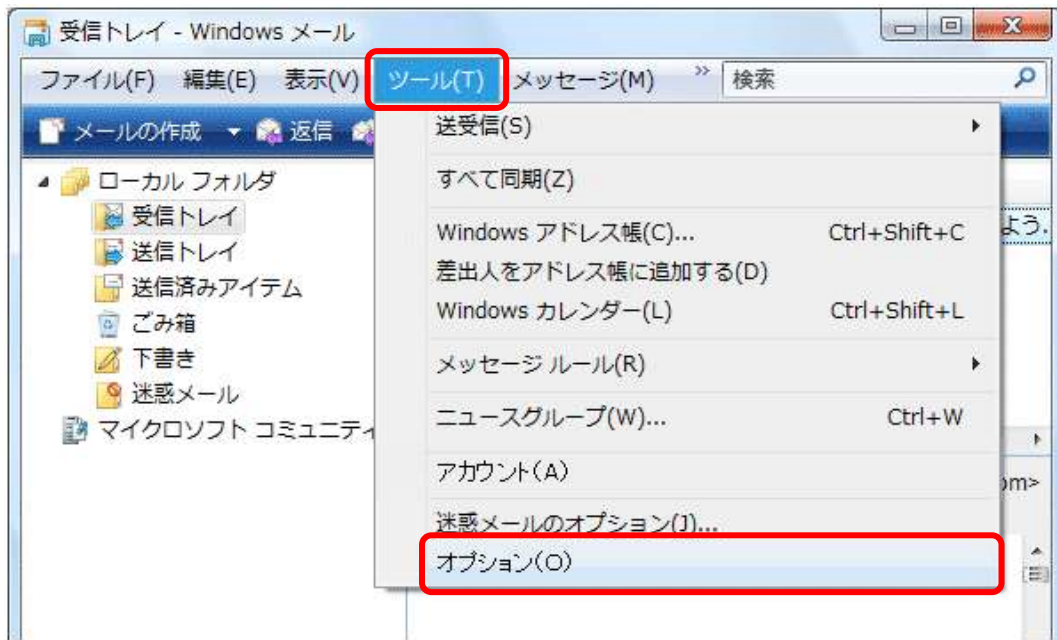 受信トレイ - Windows メール
ファイル(F) 編集(E) 表示(V) ツール(T) メッセージ(M) » 検索
メールの作成 返信
送受信(S)
すべて同期(Z)
Windows アドレス帳(C)... Ctrl+Shift+C
差出人をアドレス帳に追加する(D)
Windows カレンダー(L) Ctrl+Shift+L
メッセージ ルール(R)
ニュースグループ(W)... Ctrl+W
アカウント(A)
迷惑メールのオプション(J)...
オプション(O)
ローカル フォルダ
受信トレイ
送信トレイ
送信済みアイテム
ごみ箱
下書き
迷惑メール
マイクロソフト コミュニティ
よう.
om>